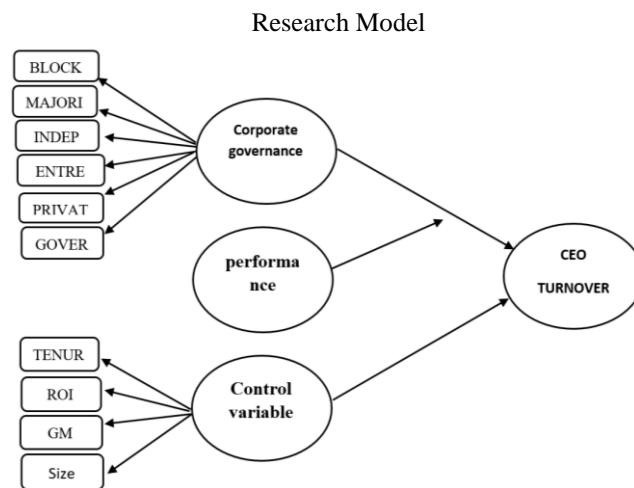 Research Model
BLOCK
MAJORI
INDEP
ENTRE
PRIVAT
GOVER
Corporate
governance
performa
nce
CEO
TURNOVER
TENUR
ROI
GM
Size
Control
variable